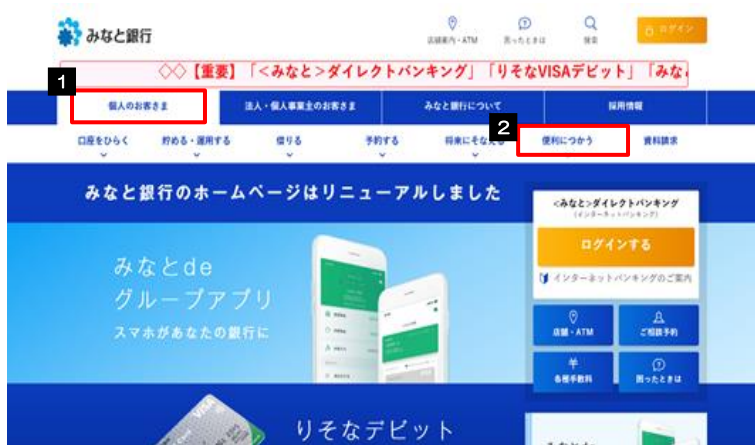 みなと銀行
店舗案内・ATM
困ったときは
検索
ログイン
◇◇【重要】「<みなと>ダイレクトバンキング」「りそなVISAデビット」「みな
1
個人のお客さま
法人・個人事業主のお客さま
みなと銀行について
採用情報
2
口座をひらく
貯める・運用する
借りる
予約する
将来にそなえる
便利につかう
資料請求
みなと銀行のホームページはリニューアルしました
<みなと>ダイレクトバンキング
(インターネットバンキング)
ログインする
インターネットバンキングのご案内
みなとde
グループアプリ
スマホがあなたの銀行に
店舗・ATM
ご相談予約
各種手数料
困ったときは
VISA
りそなデビット